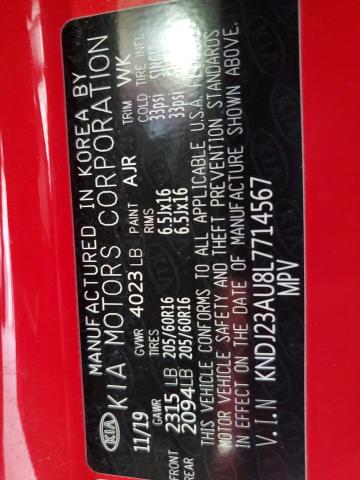 MANUFACTURED IN KOREA BY
KIA KIA MOTORS CORPORATION
11/19 GVWR 4023 LB PAINT AJR TRIM WK
GAWR TIRES RIMS COLD TIRE INFL
FRONT 2315 LB 205/60R16 6.5Jx16 33psi
REAR 2094LB 205/60R16 6.5Jx16 33psi
THIS VEHICLE CONFORMS TO ALL APPLICABLE U.S.A.
MOTOR VEHICLE SAFETY AND THEFT PREVENTION STANDARDS
IN EFFECT ON THE DATE OF MANUFACTURE SHOWN ABOVE.
V.I.N KNDJ23AU8L7714567
MPV